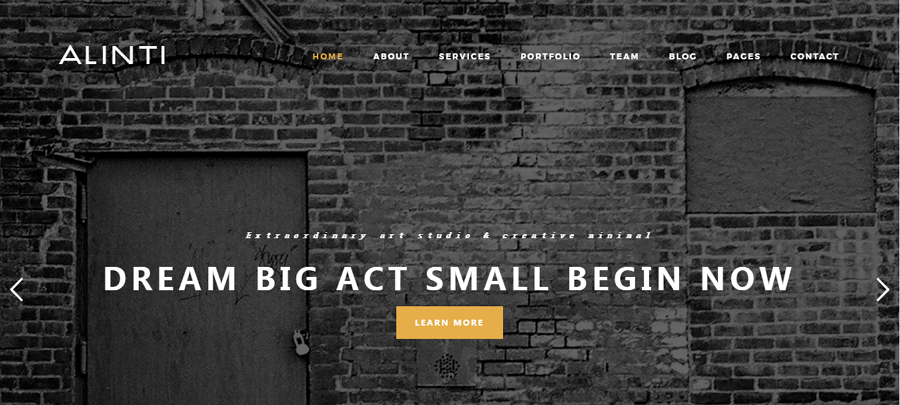 ALINTI
HOME ABOUT SERVICES PORTFOLIO TEAM BLOG PAGES CONTACT
Extraordinary art studio & creative minimal
DREAM BIG ACT SMALL BEGIN NOW
LEARN MORE